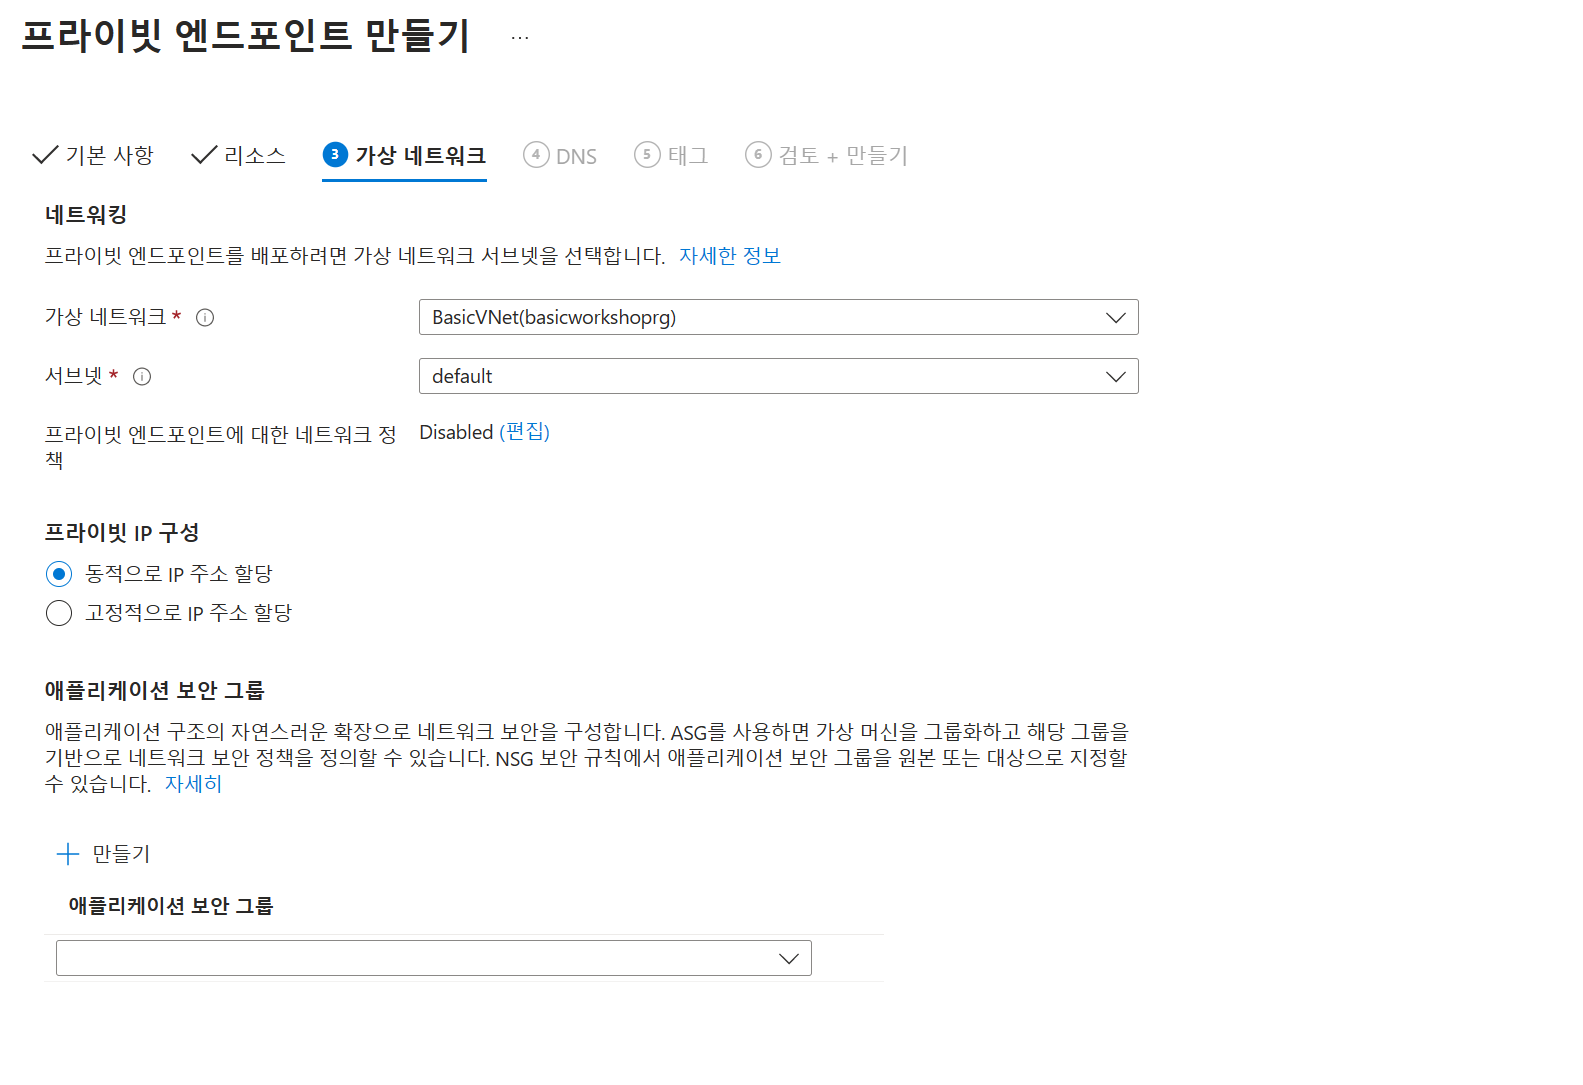 프라이빗 엔드포인트 만들기 ...
기본 사항 리소스 3 가상 네트워크 4 DNS 5 태그 6 검토 + 만들기
네트워킹
프라이빗 엔드포인트를 배포하려면 가상 네트워크 서브넷을 선택합니다. 자세한 정보
가상 네트워크 * BasicVNet(basicworkshoprg)
서브넷 * default
프라이빗 엔드포인트에 대한 네트워크 정 Disabled (편집)
책
프라이빗 IP 구성
동적으로 IP 주소 할당
고정적으로 IP 주소 할당
애플리케이션 보안 그룹
애플리케이션 구조의 자연스러운 확장으로 네트워크 보안을 구성합니다. ASG를 사용하면 가상 머신을 그룹화하고 해당 그룹을
기반으로 네트워크 보안 정책을 정의할 수 있습니다. NSG 보안 규칙에서 애플리케이션 보안 그룹을 원본 또는 대상으로 지정할
수 있습니다. 자세히
+ 만들기
애플리케이션 보안 그룹